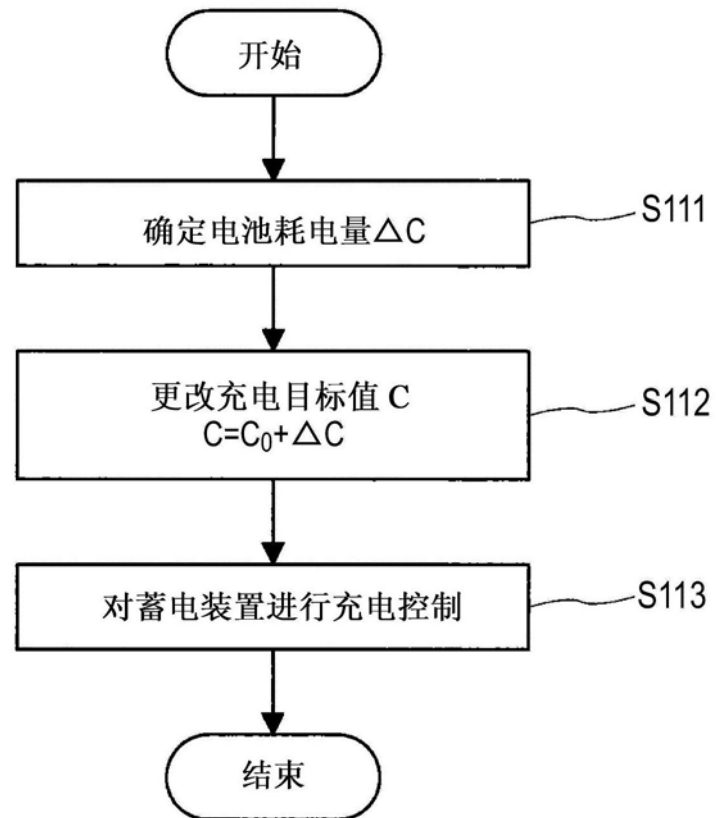 开始
确定电池耗电量△C
S111
更改充电目标值 C
C=C₀+△C
S112
对蓄电装置进行充电控制
S113
结束